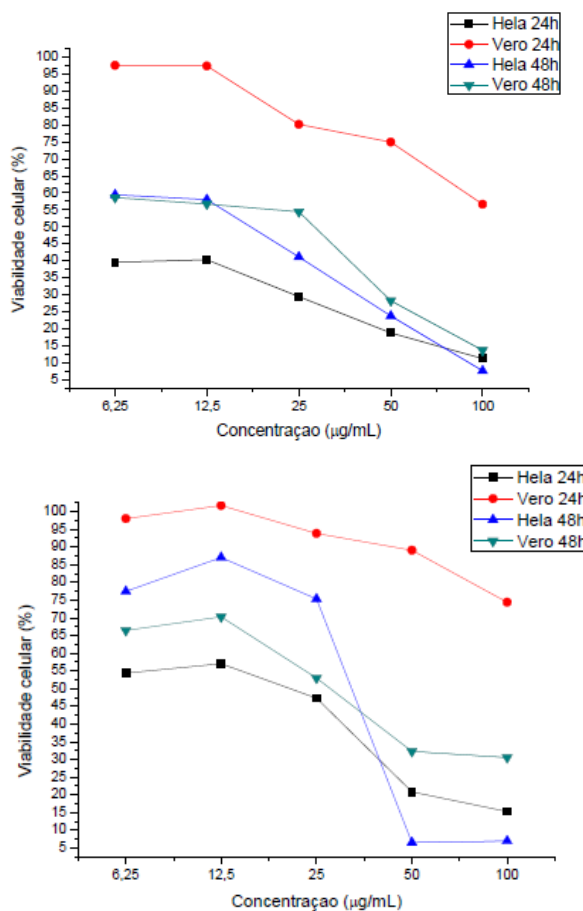 Hela 24h
Vero 24h
Hela 48h
Vero 48h
100
95
90
85
80
75
70
65
60
55
50
45
40
35
30
25
20
15
10
5
Viabilidade celular (%)
6,25 12,5 25 50 100
Concentraçao (µg/mL)
Hela 24h
Vero 24h
Hela 48h
Vero 48h
100
95
90
85
80
75
70
65
60
55
50
45
40
35
30
25
20
15
10
5
Viabilidade celular (%)
6,25 12,5 25 50 100
Concentraçao (µg/mL)